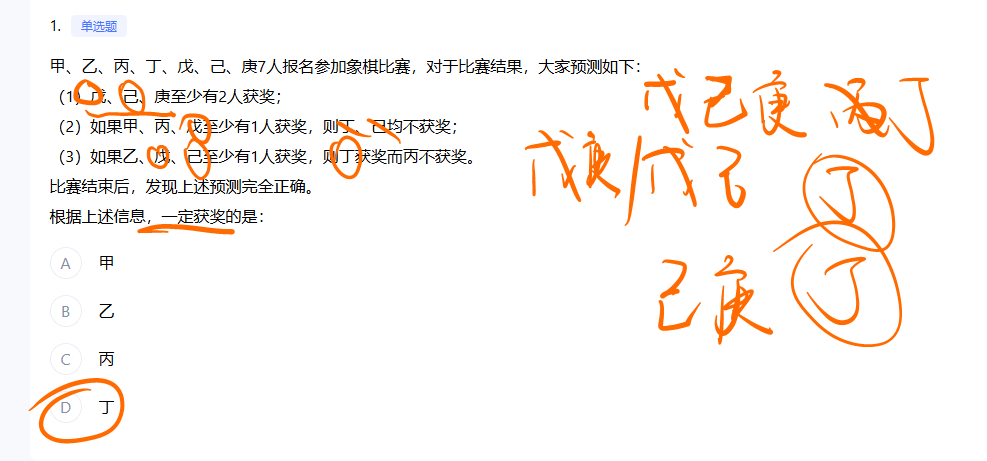 1. 单选题
甲、乙、丙、丁、戊、己、庚7人报名参加象棋比赛，对于比赛结果，大家预测如下：
（1）戊、己、庚至少有2人获奖；
（2）如果甲、丙、戊至少有1人获奖，则丁、己均不获奖；
（3）如果乙、戊、己至少有1人获奖，则丁获奖而丙不获奖。
比赛结束后，发现上述预测完全正确。
根据上述信息，一定获奖的是：
A 甲
B 乙
C 丙
D 丁
戊己庚 丁
戊庚/戊己
丁
己庚 丁